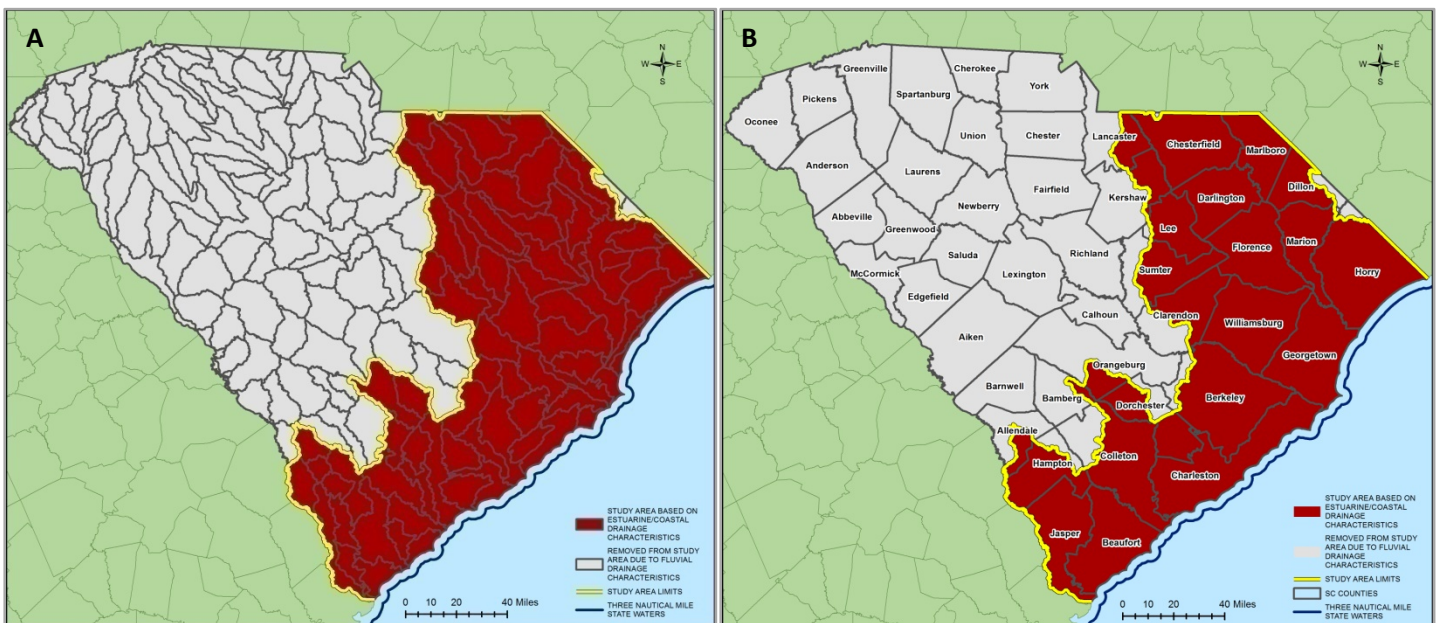 A
N
W E
S
STUDY AREA BASED ON
ESTUARINE/COASTAL
DRAINAGE
CHARACTERISTICS
REMOVED FROM STUDY
AREA DUE TO FLUVIAL
DRAINAGE
CHARACTERISTICS
STUDY AREA LIMITS
THREE NAUTICAL MILE
STATE WATERS
0 10 20 40 Miles
B
N
W E
S
Greenville
Cherokee
York
Pickens
Spartanburg
Oconee
Union
Chester
Lancaster
Chesterfield
Marlboro
Anderson
Laurens
Fairfield
Kershaw
Dillon
Darlington
Newberry
Abbeville
Greenwood
Lee
Florence
Marion
Saluda
Richland
McCormick
Lexington
Sumter
Horry
Edgefield
Calhoun
Clarendon
Williamsburg
Aiken
Georgetown
Orangeburg
Barnwell
Bamberg
Dorchester
Berkeley
Allendale
Hampton
Colleton
Charleston
Jasper
Beaufort
STUDY AREA BASED ON
ESTUARINE/COASTAL
DRAINAGE
CHARACTERISTICS
REMOVED FROM STUDY
AREA DUE TO FLUVIAL
DRAINAGE
CHARACTERISTICS
STUDY AREA LIMITS
SC COUNTIES
THREE NAUTICAL MILE
STATE WATERS
0 10 20 40 Miles